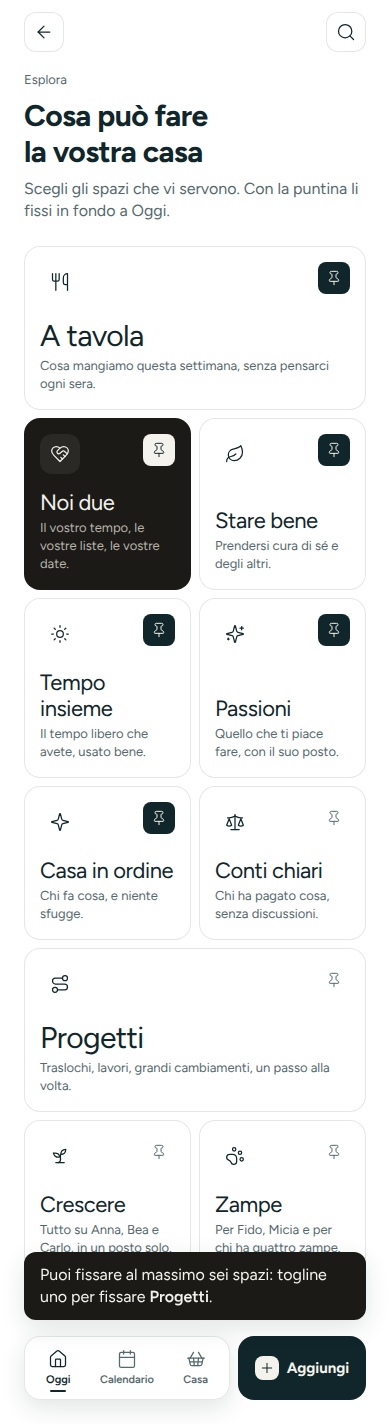 Esplora
Cosa può fare
la vostra casa
Scegli gli spazi che vi servono. Con la puntina li
fissi in fondo a Oggi.
A tavola
Cosa mangiamo questa settimana, senza pensarci
ogni sera.
Noi due
Il vostro tempo, le
vostre liste, le vostre
date.
Stare bene
Prendersi cura di sé e
degli altri.
Tempo
insieme
Il tempo libero che
avete, usato bene.
Passioni
Quello che ti piace
fare, con il suo posto.
Casa in ordine
Chi fa cosa, e niente
sfugge.
Conti chiari
Chi ha pagato cosa,
senza discussioni.
Progetti
Traslochi, lavori, grandi cambiamenti, un passo alla
volta.
Crescere
Tutto su Anna, Bea e
Carlo, in un posto solo.
Zampe
Per Fido, Micia e per
chi ha quattro zampe.
Puoi fissare al massimo sei spazi: togline
uno per fissare Progetti.
Oggi
Calendario
Casa
Aggiungi